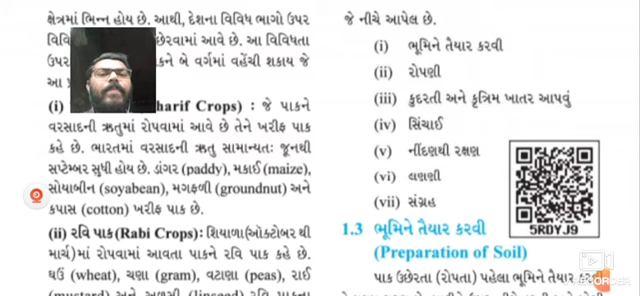 ક્ષેત્રમાં ભિન્ન હોય છે. આથી, દેશના વિવિધ ભાગો ઉપર
વિવિ છેરવામાં આવે છે. આ વિવિધતા
ઉપર કને બે વર્ગમાં વહેંચી શકાય જે
આ
(i) harif Crops) : જે પાકને
વરસાદની ઋતુમાં રોપવામાં આવે છે તેને ખરીફ પાક
કહે છે. ભારતમાં વરસાદની ઋતુ સામાન્યતઃ જૂનથી
સપ્ટેમ્બર સુધી હોય છે. ડાંગર (paddy), મકાઈ (maize),
સોયાબીન (soyabean), મગફળી (groundnut) અને
કપાસ (cotton) ખરીફ પાક છે.
(ii) રવિ પાક(Rabi Crops): શિયાળા(ઑક્ટોબર થી
માર્ચ)માં રોપવામાં આવતા પાકને રવિ પાક કહે છે.
ઘઉં (wheat), ચણા (gram), વટાણા (peas), રાઈ
(mustard) અને અળસી (linseed) રવિ પાકના
જે નીચે આપેલ છે.
(i) ભૂમિને તૈયાર કરવી
(ii) રોપણી
(iii) કુદરતી અને કૃત્રિમ ખાતર આપવું
(iv) સિંચાઈ
(v) નીંદણથી રક્ષણ
(vi) લણણી
(vii) સંગ્રહ
5RDYJ9
1.3 ભૂમિને તૈયાર કરવી
(Preparation of Soil)
પાક ઉછેરતા (રોપતા) પહેલા ભૂમિને તૈયાર કરવી
RECORDER